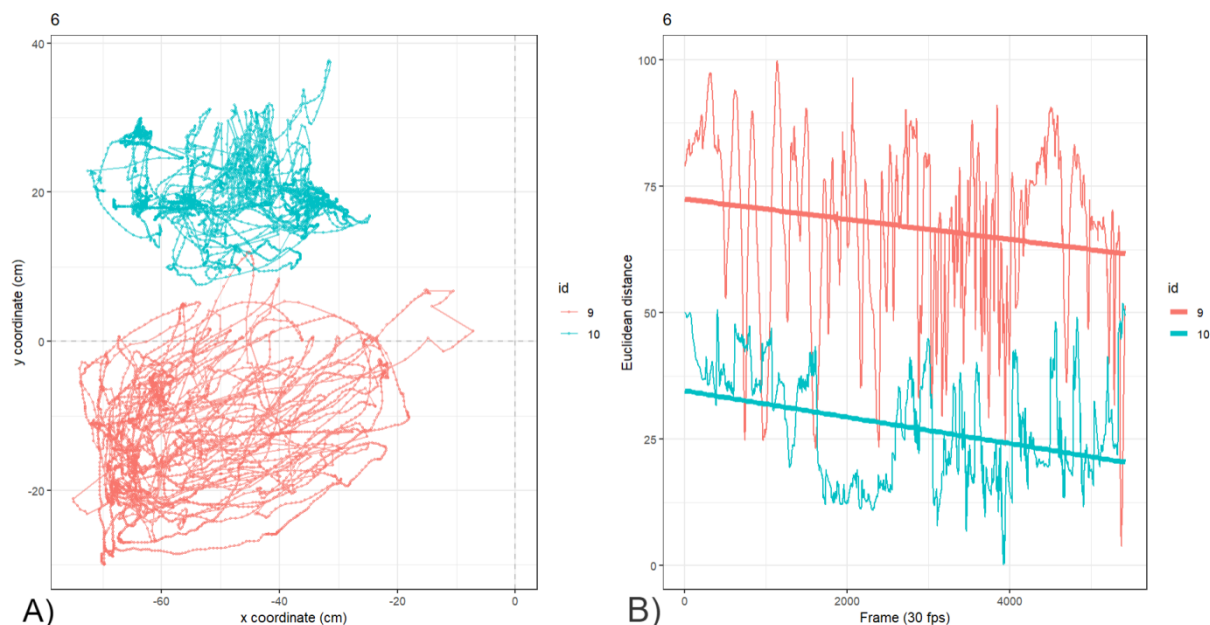 6
40
20
0
-20
-60
-40
-20
0
y coordinate (cm)
x coordinate (cm)
id
9
10
A)
6
100
75
50
25
0
0
2000
4000
Euclidean distance
Frame (30 fps)
id
9
10
B)